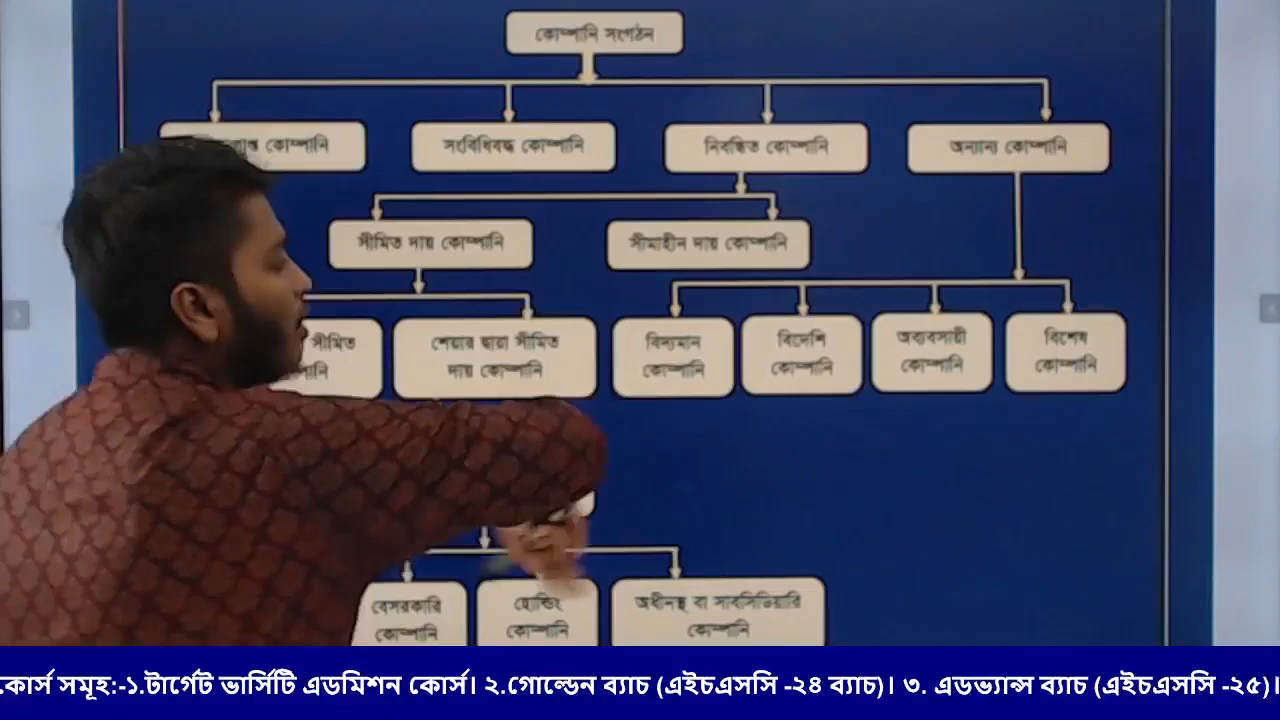 কোম্পানি সংগঠন
কোম্পানি
সংবিধিবদ্ধ কোম্পানি
নিবন্ধিত কোম্পানি
অন্যান্য কোম্পানি
সীমিত দায় কোম্পানি
সীমাহীন দায় কোম্পানি
সীমিত
শেয়ার দ্বারা সীমিত
দায় কোম্পানি
বিদ্যমান
কোম্পানি
বিদেশি
কোম্পানি
অব্যবসায়ী
কোম্পানি
বিশেষ
কোম্পানি
বেসরকারি
কোম্পানি
হোল্ডিং
কোম্পানি
অধীনস্থ বা সাবসিডিয়ারি
কোম্পানি
কোর্স সমূহ:-১.টার্গেট ভার্সিটি এডমিশন কোর্স। ২.গোল্ডেন ব্যাচ (এইচএসসি -২৪ ব্যাচ)। ৩. এডভ্যান্স ব্যাচ (এইচএসসি -২৫)।